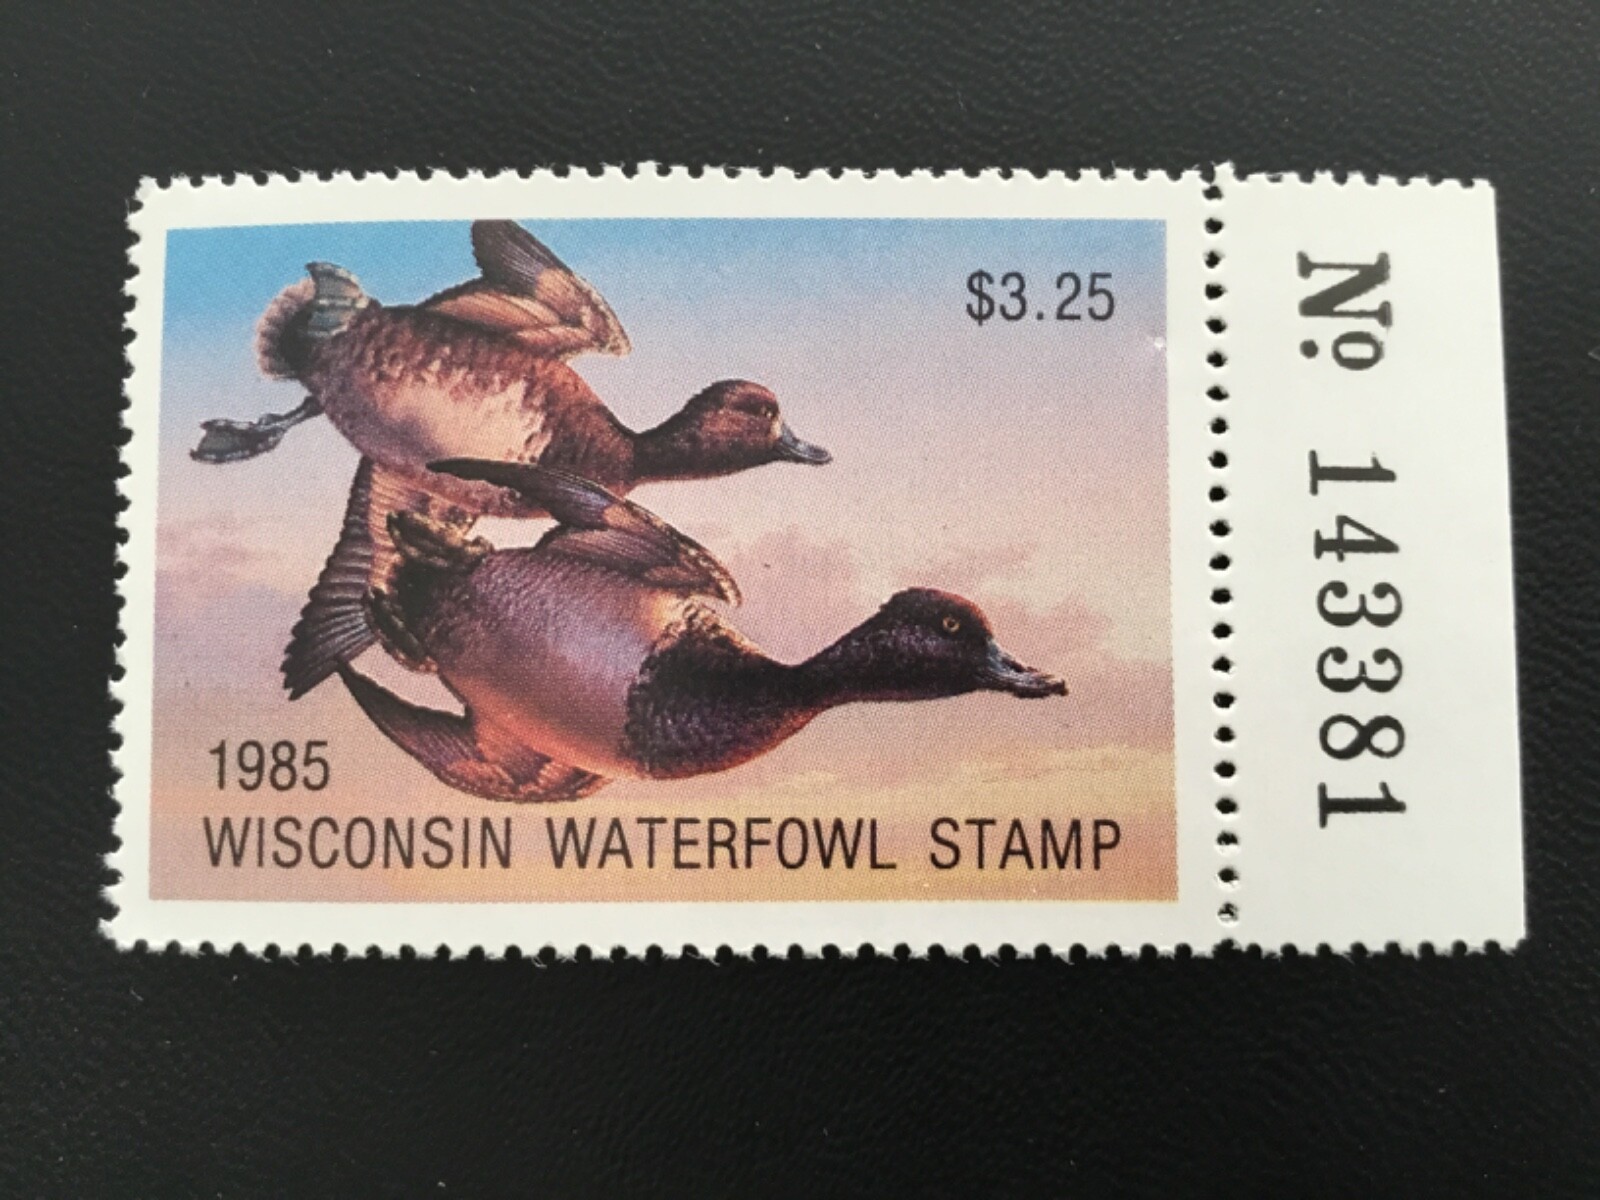 $3.25
1985
WISCONSIN WATERFOWL STAMP
No. 143381